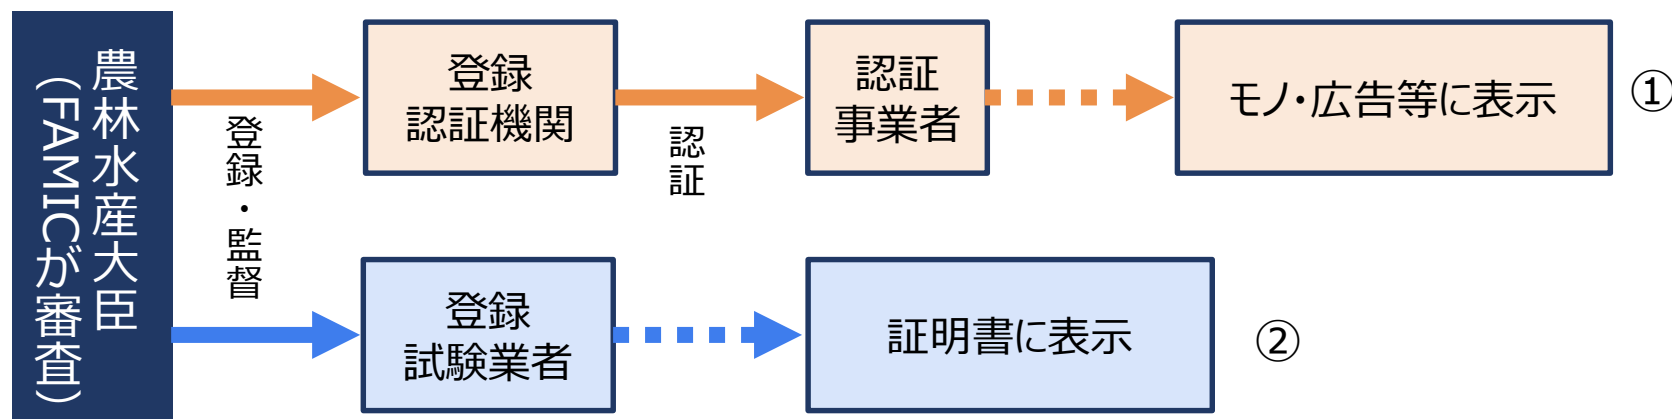 農林水産大臣
（FAMICが審査）
登録・監督
登録
認証機関
認証
認証
事業者
モノ・広告等に表示
①
登録
試験業者
証明書に表示
②